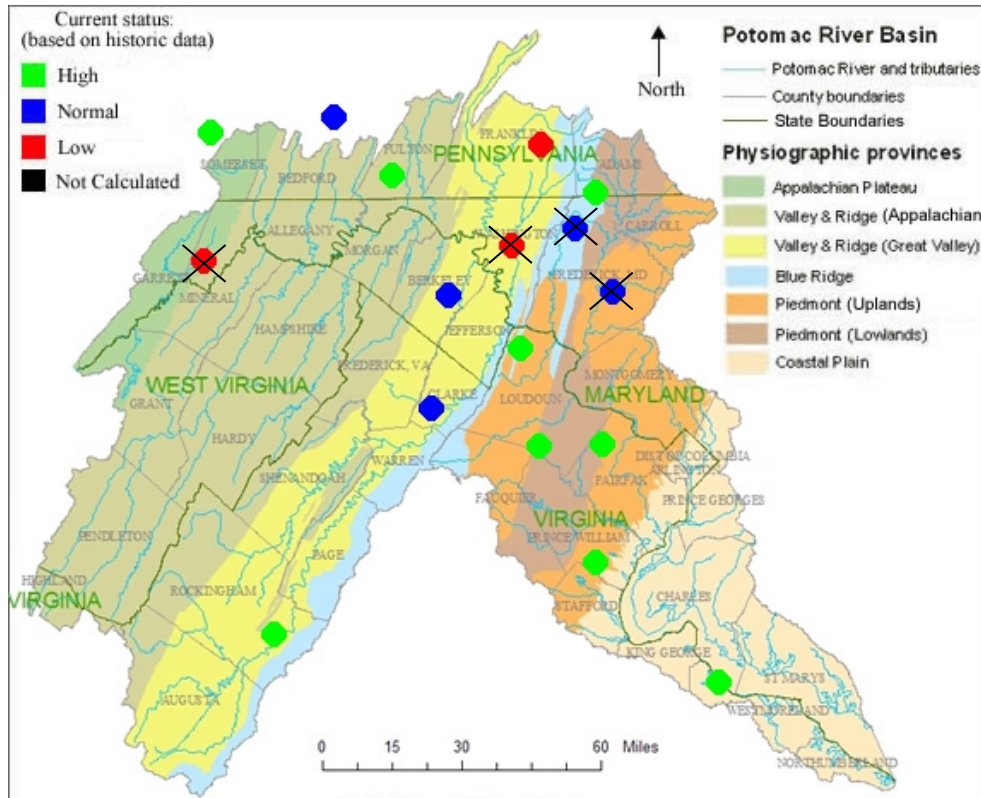 Current status:
(based on historic data)
High
Normal
Low
Not Calculated
North
Potomac River Basin
Potomac River and tributaries
County boundaries
State Boundaries
Physiographic provinces
Appalachian Plateau
Valley & Ridge (Appalachian
Valley & Ridge (Great Valley)
Blue Ridge
Piedmont (Uplands)
Piedmont (Lowlands)
Coastal Plain
SOMERSET
BEDFORD
FULTON
FRANKLIN
PENNSYLVANIA
ADAMS
ALLEGANY
WASHINGTON
CARROLL
GARRETT
MINERAL
MORGAN
BERKELEY
FREDERICK, MD
HAMPSHIRE
JEFFERSON
FREDERICK, VA
WEST VIRGINIA
CLARKE
LOUDOUN
MONTGOMERY
MARYLAND
GRANT
HARDY
WARREN
DIST OF COLUMBIA
ARLINGTON
SHENANDOAH
FAIRFAX
PRINCE GEORGES
FAUQUIER
VIRGINIA
PRINCE WILLIAM
PENDLETON
PAGE
HIGHLAND
VIRGINIA
ROCKINGHAM
STAFFORD
CHARLES
KING GEORGE
ST MARYS
AUGUSTA
WESTMORELAND
NORTHUMBERLAND
0 15 30 60 Miles